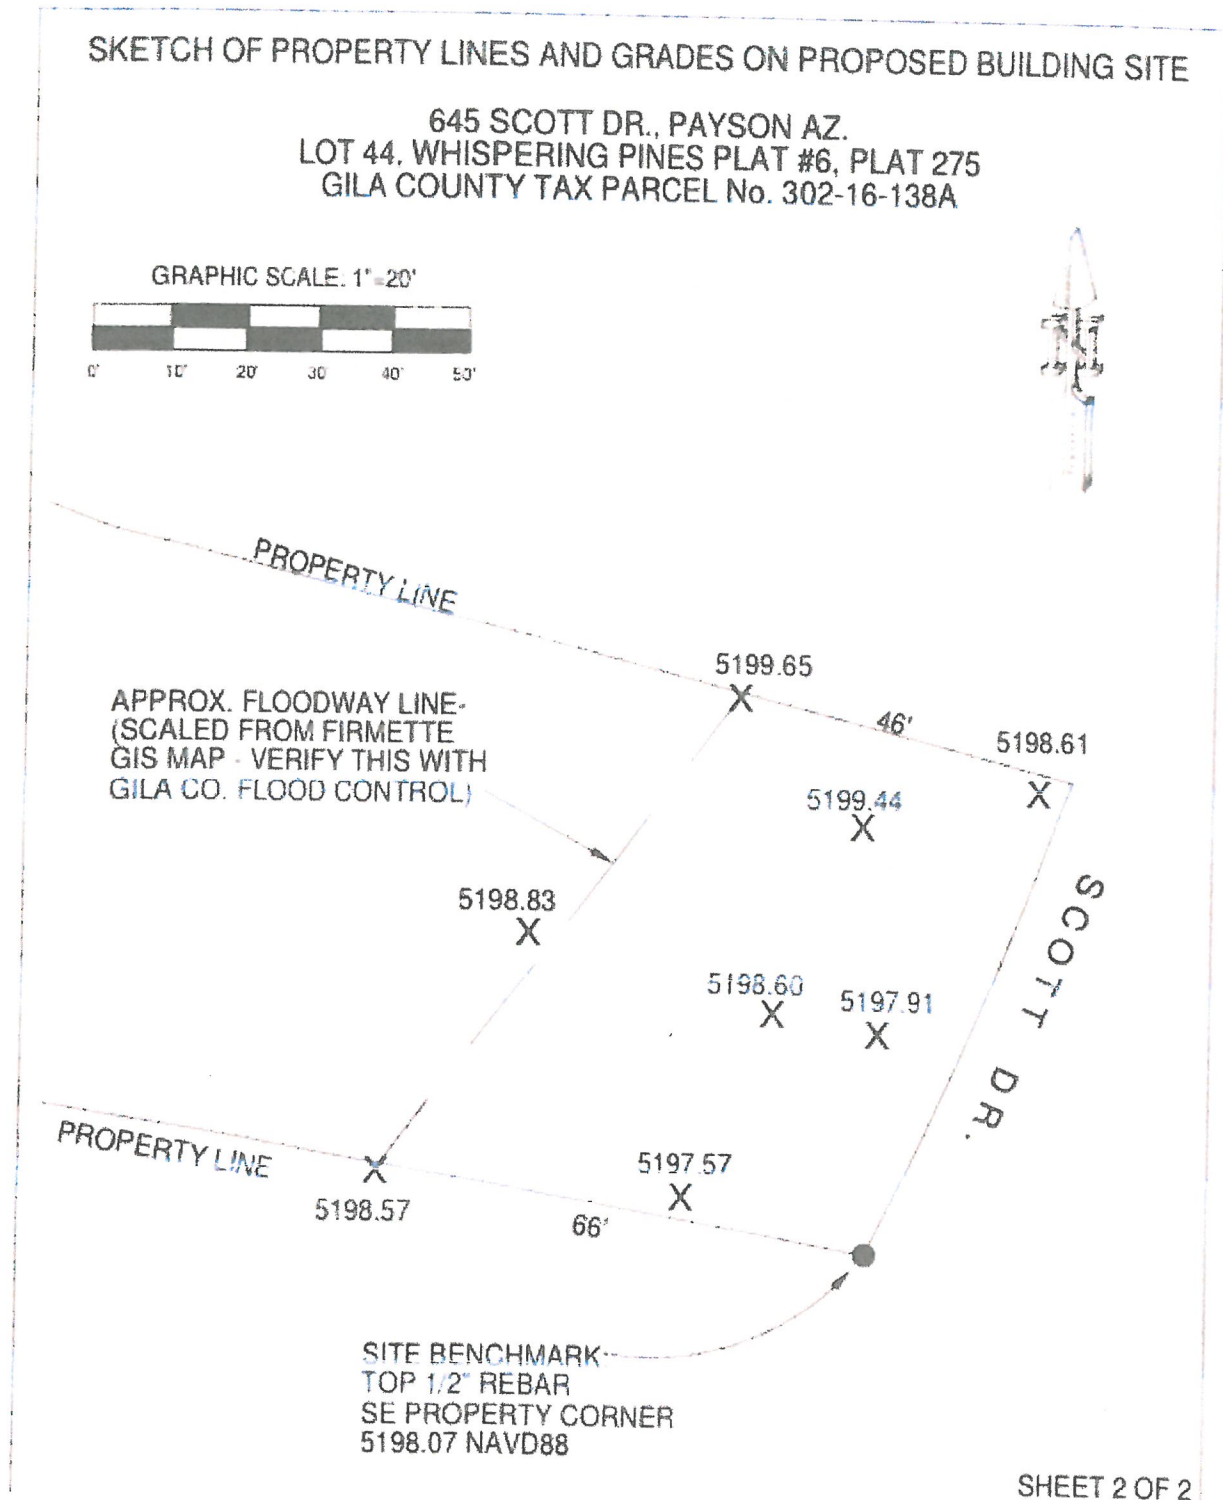 SKETCH OF PROPERTY LINES AND GRADES ON PROPOSED BUILDING SITE
645 SCOTT DR., PAYSON AZ.
LOT 44, WHISPERING PINES PLAT #6, PLAT 275
GILA COUNTY TAX PARCEL No. 302-16-138A
GRAPHIC SCALE: 1"=20'
0' 10' 20' 30' 40' 50'
N
PROPERTY LINE
5199.65
46'
5198.61
APPROX. FLOODWAY LINE
(SCALED FROM FIRMETTE
GIS MAP - VERIFY THIS WITH
GILA CO. FLOOD CONTROL)
5199.44
X
X
X
5198.83
X
SCOTT DR.
5198.60
X
5197.91
X
PROPERTY LINE
X
5198.57
5197.57
X
66'
SITE BENCHMARK
TOP 1/2" REBAR
SE PROPERTY CORNER
5198.07 NAVD88
SHEET 2 OF 2